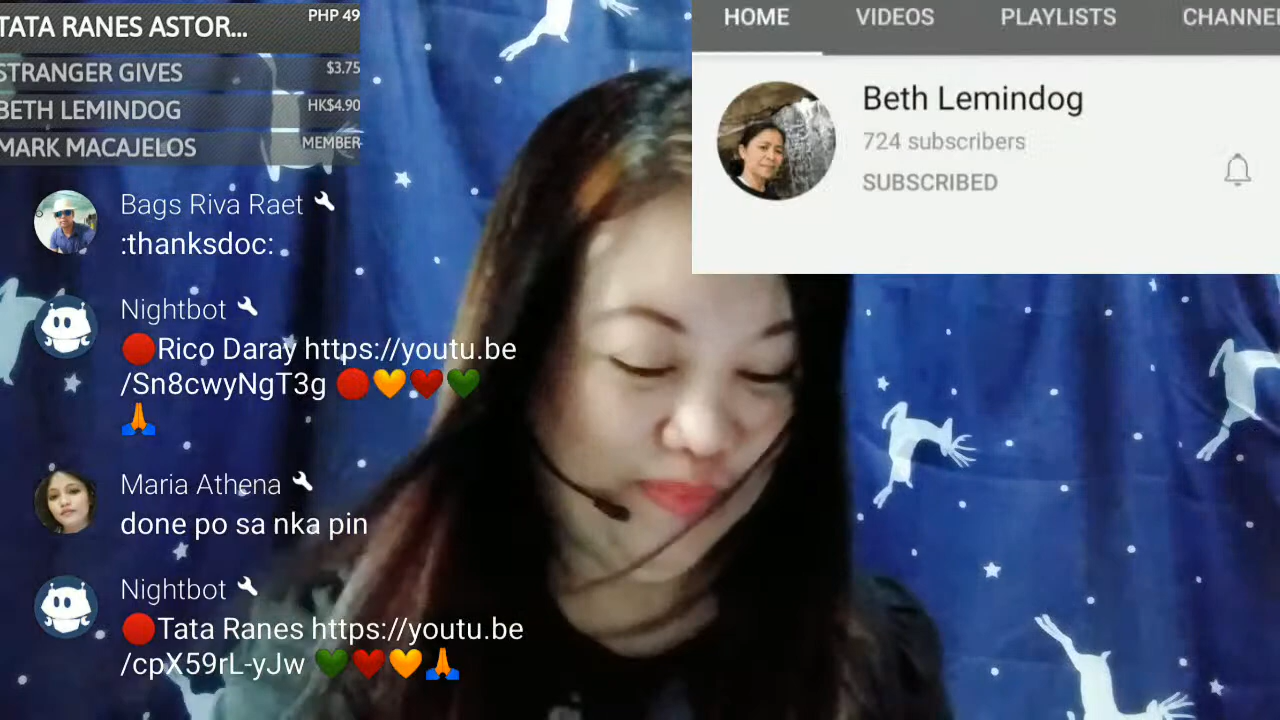 TATA RANES ASTOR... PHP 49
STRANGER GIVES $3.75
BETH LEMINDOG HK$4.90
MARK MACAJELOS MEMBER
Bags Riva Raet
:thanksdoc:
Nightbot
🔴Rico Daray https://youtu.be
/Sn8cwyNgT3g 🔴🧡❤️💚
🙏
Maria Athena
done po sa nka pin
Nightbot
🔴Tata Ranes https://youtu.be
/cpX59rL-yJw 💚❤️🧡🙏
HOME VIDEOS PLAYLISTS CHANNE
Beth Lemindog
724 subscribers
SUBSCRIBED